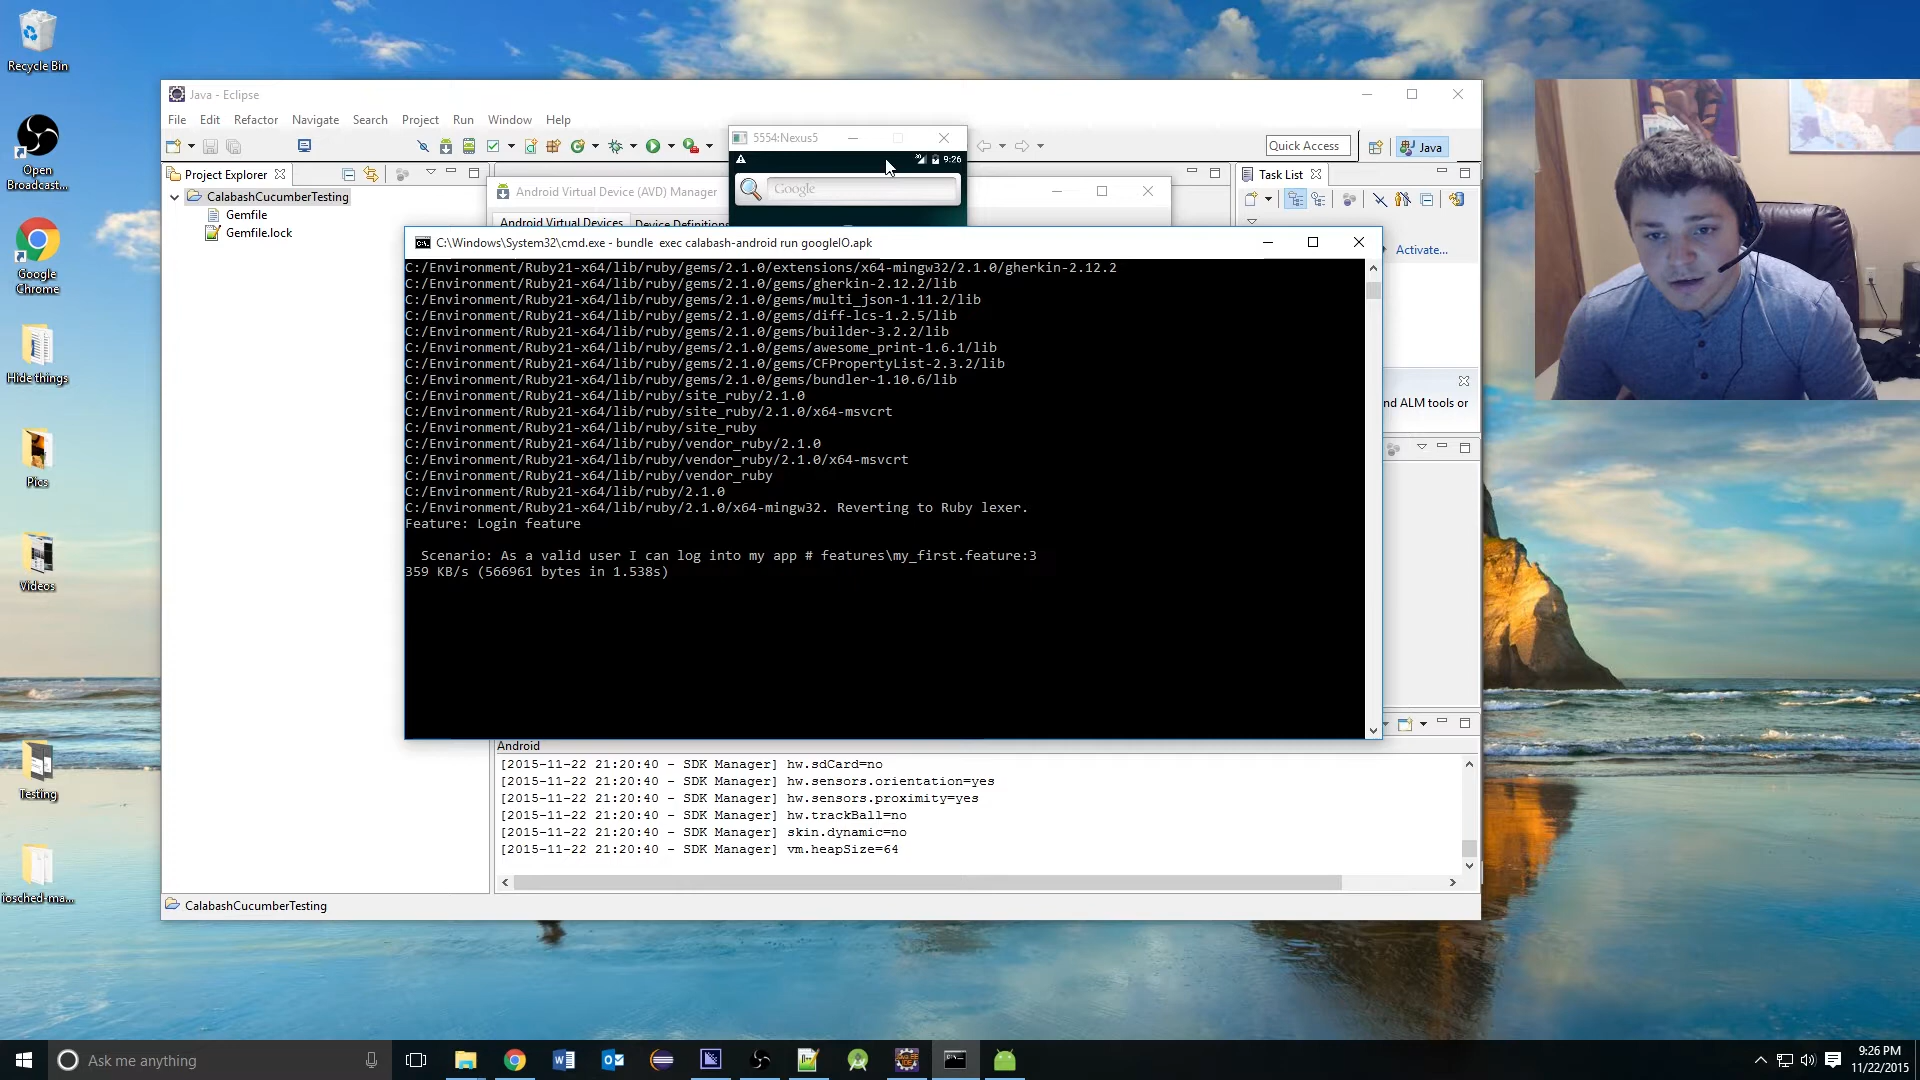 Recycle Bin
Open
Broadcast...
Google
Chrome
Hide things
Pics
Videos
Testing
iosched-ma...
Java - Eclipse
File Edit Refactor Navigate Search Project Run Window Help
Quick Access
Java
Project Explorer
CalabashCucumberTesting
Gemfile
Gemfile.lock
5554:Nexus5
9:26
Google
Android Virtual Device (AVD) Manager
Android Virtual Devices
Device Definitions
Task List
Activate...
nd ALM tools or
C:\Windows\System32\cmd.exe - bundle  exec calabash-android run googleIO.apk
C:/Environment/Ruby21-x64/lib/ruby/gems/2.1.0/extensions/x64-mingw32/2.1.0/gherkin-2.12.2
C:/Environment/Ruby21-x64/lib/ruby/gems/2.1.0/gems/gherkin-2.12.2/lib
C:/Environment/Ruby21-x64/lib/ruby/gems/2.1.0/gems/multi_json-1.11.2/lib
C:/Environment/Ruby21-x64/lib/ruby/gems/2.1.0/gems/diff-lcs-1.2.5/lib
C:/Environment/Ruby21-x64/lib/ruby/gems/2.1.0/gems/builder-3.2.2/lib
C:/Environment/Ruby21-x64/lib/ruby/gems/2.1.0/gems/awesome_print-1.6.1/lib
C:/Environment/Ruby21-x64/lib/ruby/gems/2.1.0/gems/CFPropertyList-2.3.2/lib
C:/Environment/Ruby21-x64/lib/ruby/gems/2.1.0/gems/bundler-1.10.6/lib
C:/Environment/Ruby21-x64/lib/ruby/site_ruby/2.1.0
C:/Environment/Ruby21-x64/lib/ruby/site_ruby/2.1.0/x64-msvcrt
C:/Environment/Ruby21-x64/lib/ruby/site_ruby
C:/Environment/Ruby21-x64/lib/ruby/vendor_ruby/2.1.0
C:/Environment/Ruby21-x64/lib/ruby/vendor_ruby/2.1.0/x64-msvcrt
C:/Environment/Ruby21-x64/lib/ruby/vendor_ruby
C:/Environment/Ruby21-x64/lib/ruby/2.1.0
C:/Environment/Ruby21-x64/lib/ruby/2.1.0/x64-mingw32. Reverting to Ruby lexer.
Feature: Login feature
Scenario: As a valid user I can log into my app # features\my_first.feature:3
359 KB/s (566961 bytes in 1.538s)
Android
[2015-11-22 21:20:40 - SDK Manager] hw.sdCard=no
[2015-11-22 21:20:40 - SDK Manager] hw.sensors.orientation=yes
[2015-11-22 21:20:40 - SDK Manager] hw.sensors.proximity=yes
[2015-11-22 21:20:40 - SDK Manager] hw.trackBall=no
[2015-11-22 21:20:40 - SDK Manager] skin.dynamic=no
[2015-11-22 21:20:40 - SDK Manager] vm.heapSize=64
CalabashCucumberTesting
Ask me anything
9:26 PM
11/22/2015